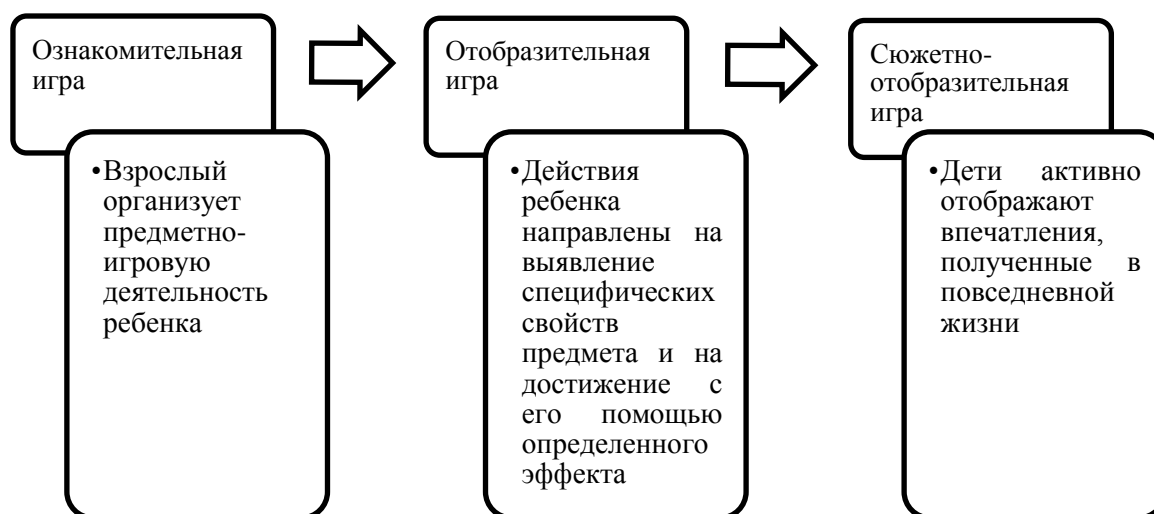 Ознакомительная
игра
•Взрослый
организует
предметно-
игровую
деятельность
ребенка
Отобразительная
игра
•Действия
ребенка
направлены на
выявление
специфических
свойств
предмета и на
достижение с
его помощью
определенного
эффекта
Сюжетно-
отобразительная
игра
•Дети активно
отображают
впечатления,
полученные в
повседневной
жизни